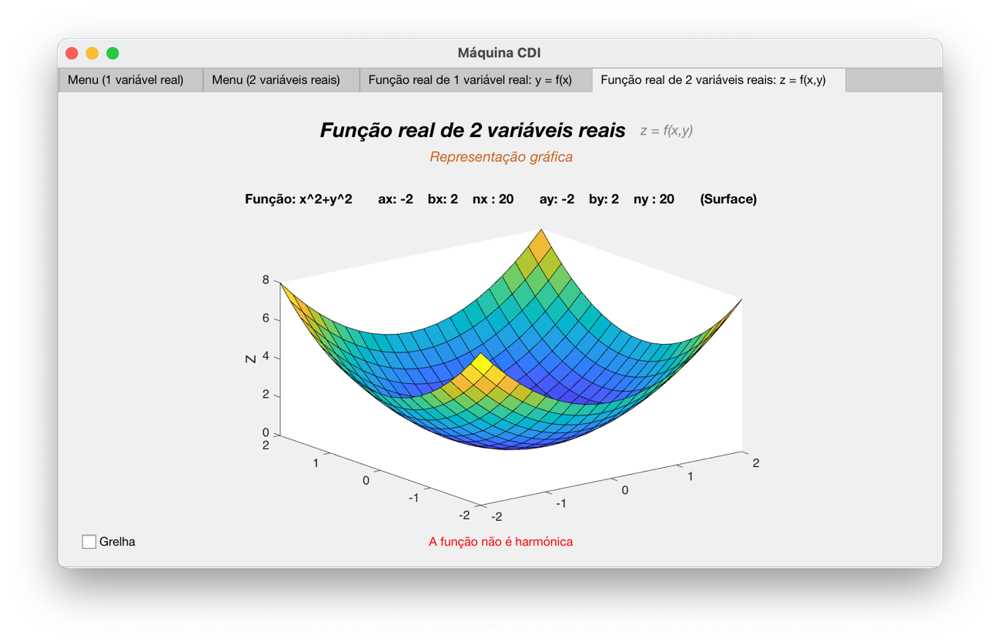 Máquina CDI
Menu (1 variável real) Menu (2 variáveis reais) Função real de 1 variável real: y = f(x) Função real de 2 variáveis reais: z = f(x,y)
Função real de 2 variáveis reais z = f(x,y)
Representação gráfica
Função: x^2+y^2 ax: -2 bx: 2 nx : 20 ay: -2 by: 2 ny : 20 (Surface)
8
6
Z 4
2
0
2
1
0
-1
-2
-2
-1
0
1
2
Grelha
A função não é harmónica